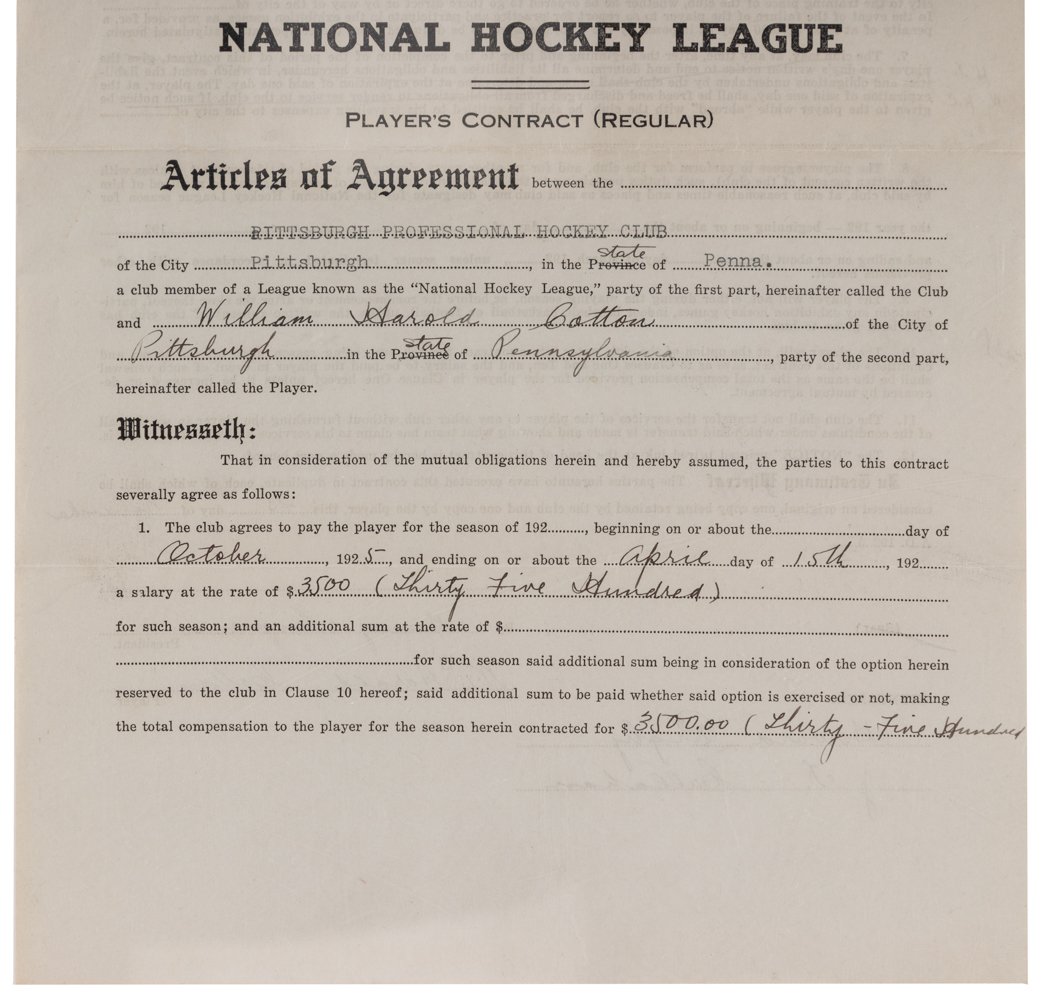 NATIONAL HOCKEY LEAGUE
PLAYER'S CONTRACT (REGULAR)
Articles of Agreement between the
PITTSBURGH PROFESSIONAL HOCKEY CLUB
state
of the City Pittsburgh, in the Province of Penna.
a club member of a League known as the "National Hockey League," party of the first part, hereinafter called the Club
and William Harold Cotton of the City of
state
Pittsburgh in the Province of Pennsylvania, party of the second part,
hereinafter called the Player.
Witnesseth:
That in consideration of the mutual obligations herein and hereby assumed, the parties to this contract
severally agree as follows:
1. The club agrees to pay the player for the season of 192........, beginning on or about the........day of
October, 1925, and ending on or about the April day of 15th, 192......
a salary at the rate of $3500 (Thirty Five Hundred)
for such season; and an additional sum at the rate of $........
........for such season said additional sum being in consideration of the option herein
reserved to the club in Clause 10 hereof; said additional sum to be paid whether said option is exercised or not, making
the total compensation to the player for the season herein contracted for $3500.00 (Thirty - Five Hundred